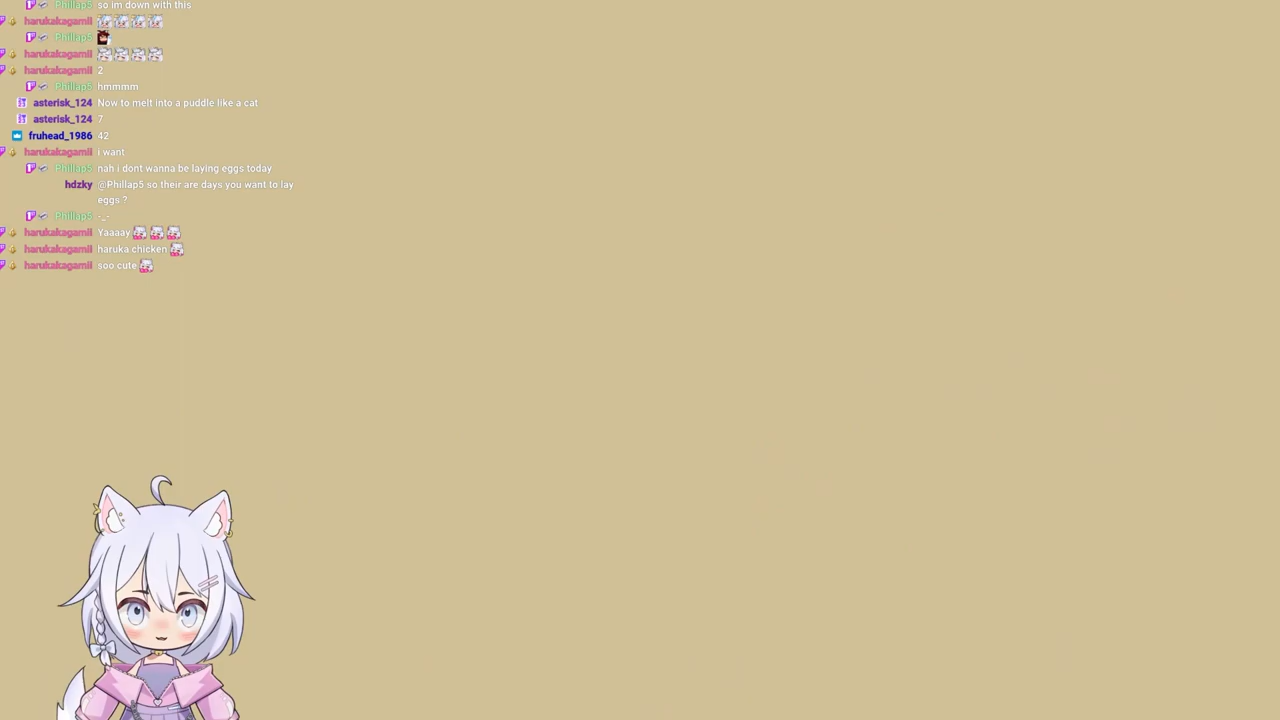 Phillap5 so im down with this
harukakagamii
Phillap5
harukakagamii
harukakagamii 2
Phillap5 hmmmm
asterisk_124 Now to melt into a puddle like a cat
asterisk_124 7
fruhead_1986 42
harukakagamii i want
Phillap5 nah i dont wanna be laying eggs today
hdzky @Phillap5 so their are days you want to lay
eggs ?
Phillap5 -_-
harukakagamii Yaaaay
harukakagamii haruka chicken
harukakagamii soo cute